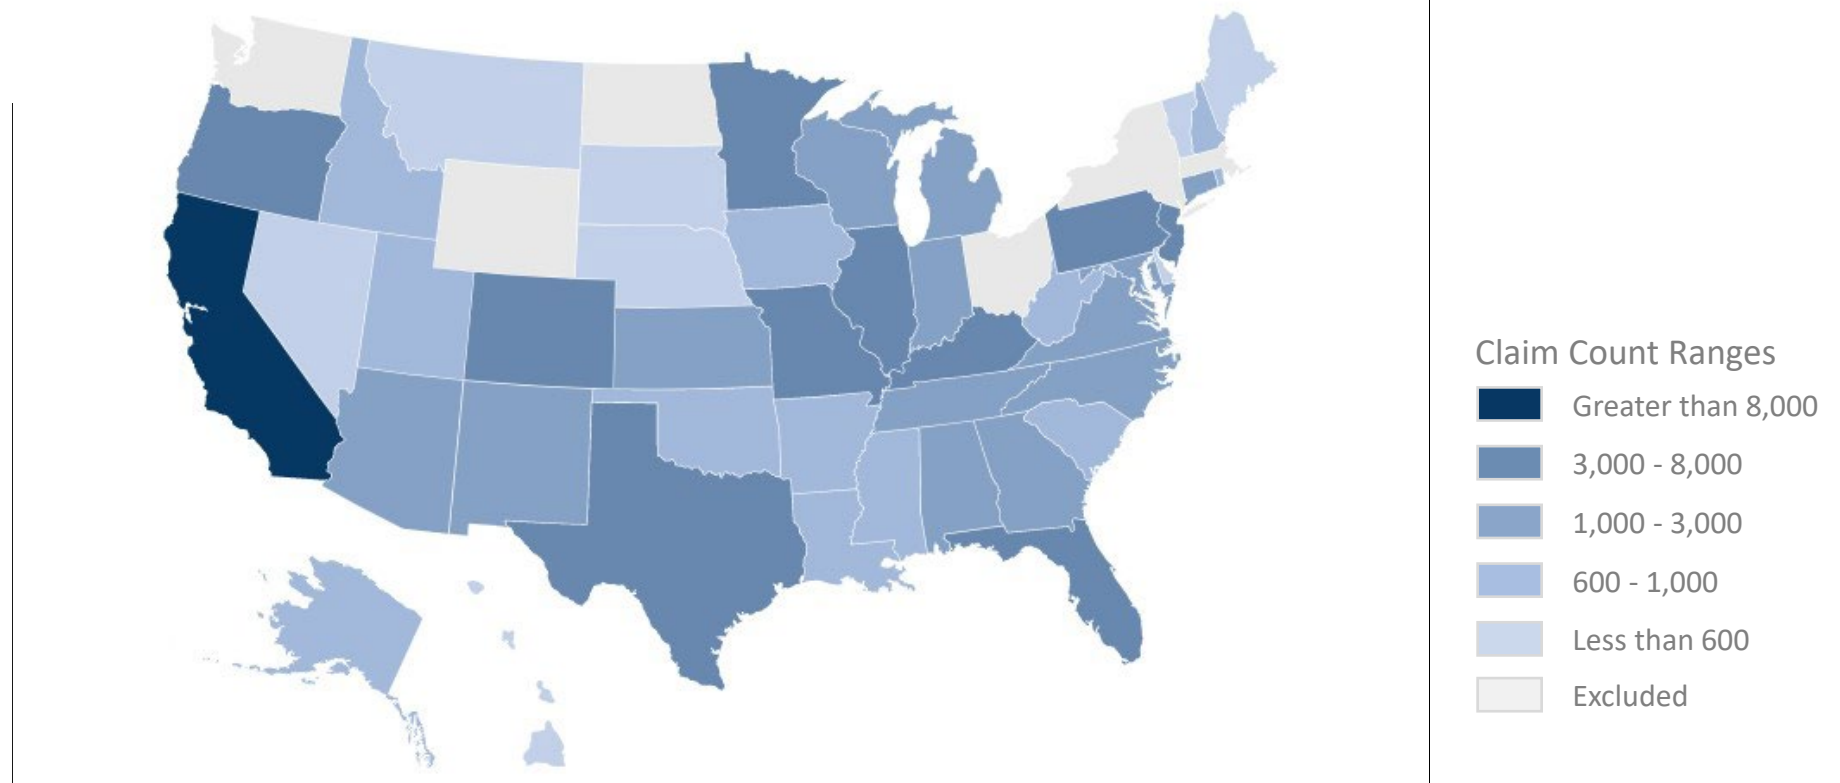 Claim Count Ranges
Greater than 8,000
3,000 - 8,000
1,000 - 3,000
600 - 1,000
Less than 600
Excluded